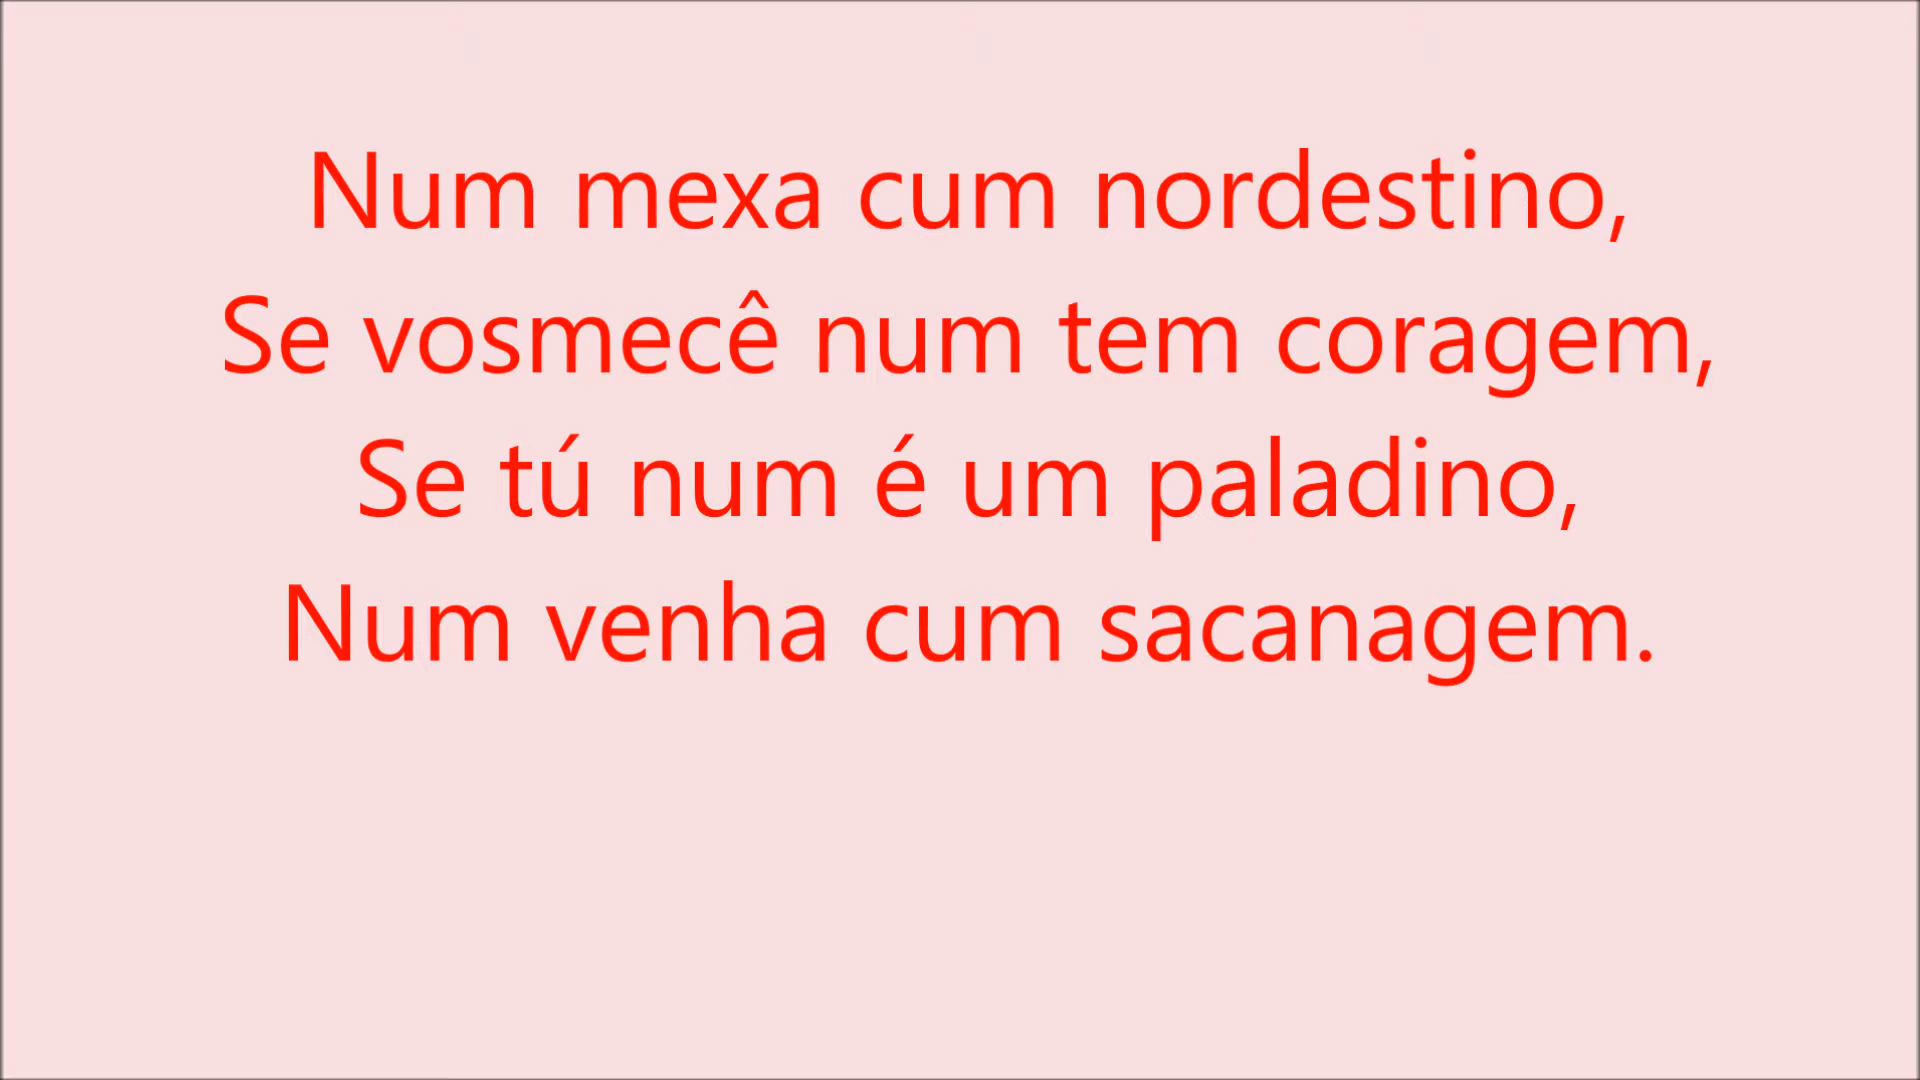 Num mexa cum nordestino,
Se vosmecê num tem coragem,
Se tú num é um paladino,
Num venha cum sacanagem.